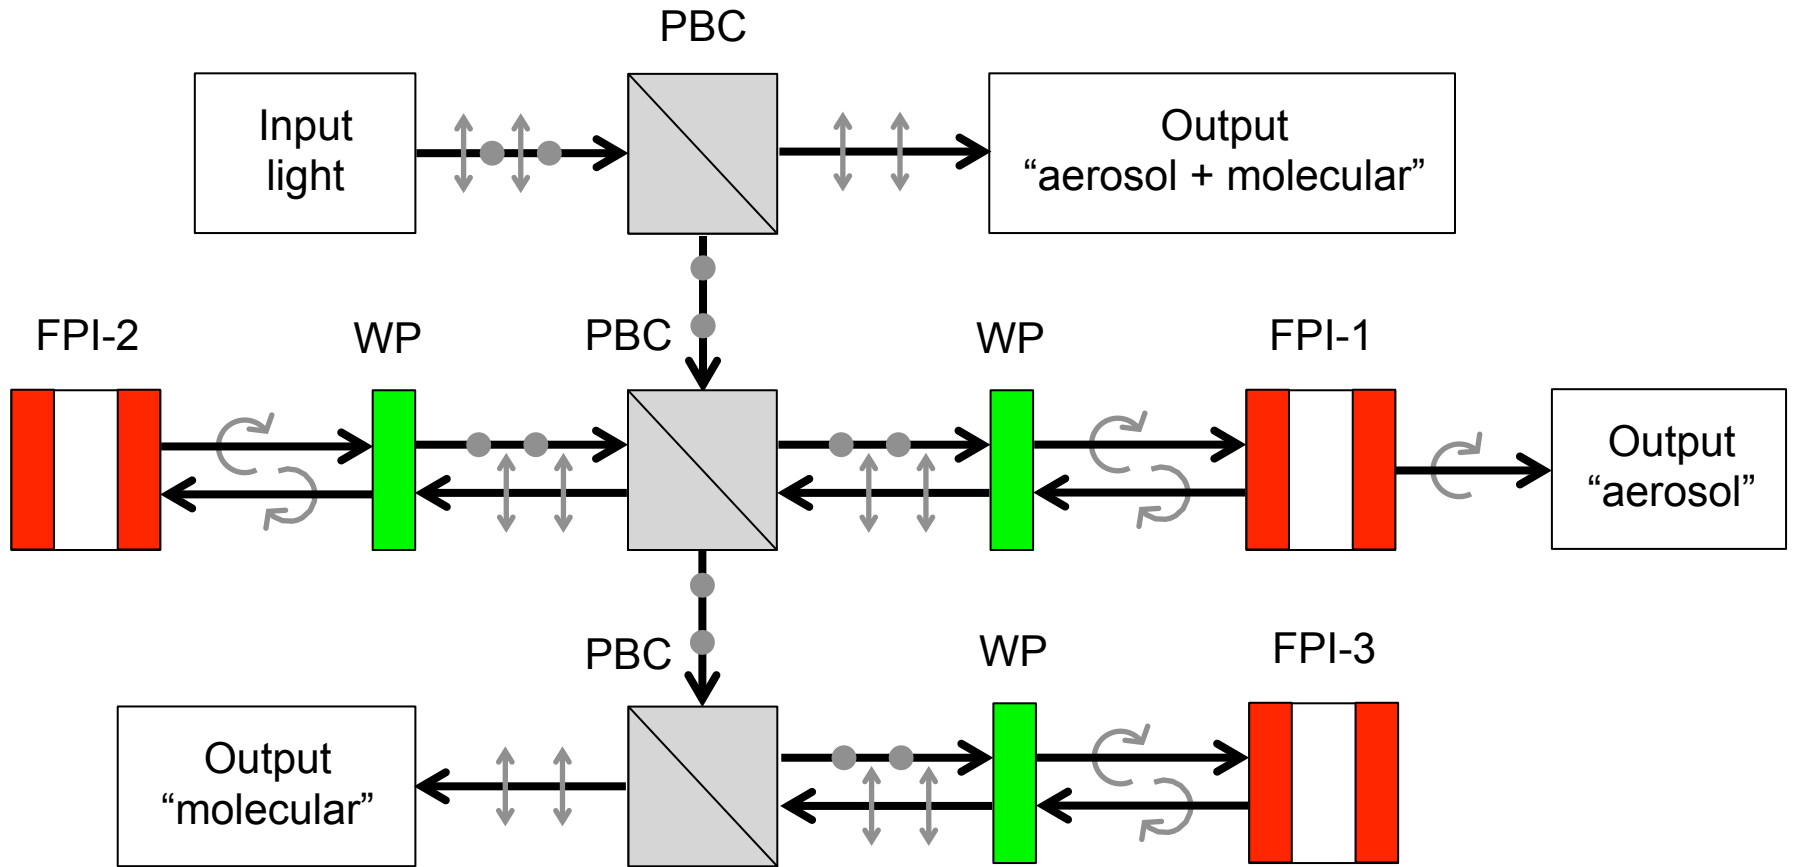 PBC
Input
light
Output
“aerosol + molecular”
FPI-2
WP
PBC
WP
FPI-1
Output
“aerosol”
PBC
WP
FPI-3
Output
“molecular”